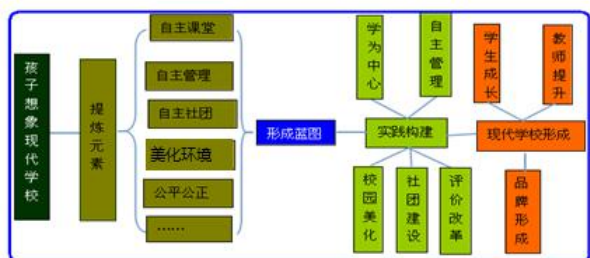 孩子想象现代学校
提炼元素
自主课堂
自主管理
自主社团
美化环境
公平公正
……
形成蓝图
学为中心
自主管理
实践构建
校园美化
社团建设
评价改革
学生成长
教师提升
现代学校形成
品牌形成